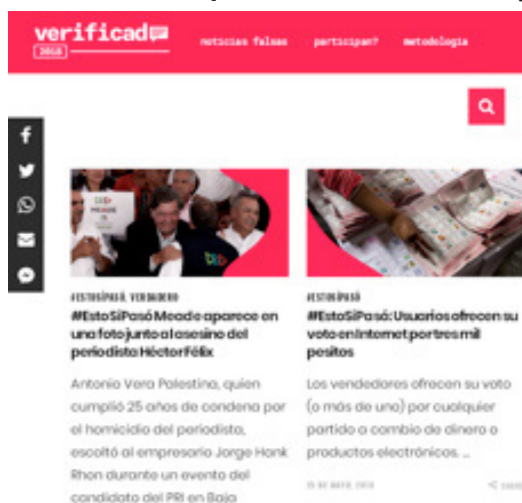 verificad
2018
noticias falsas participar? metodología
#ESTOSÍPASÓ, VERDADERO
#EstoSíPasó Meade aparece en
una foto junto al asesino del
periodista Héctor Félix
Antonio Vera Palestina, quien
cumplió 25 años de condena por
el homicidio del periodista,
escoltó al empresario Jorge Hank
Rhon durante un evento del
candidato del PRI en Baja
#ESTOSÍPASÓ
#EstoSíPasó: Usuarios ofrecen su
voto en Internet por tres mil
pesitos
Los vendedores ofrecen su voto
(o más de uno) por cualquier
partido a cambio de dinero o
productos electrónicos. ...
MAYO, 2018